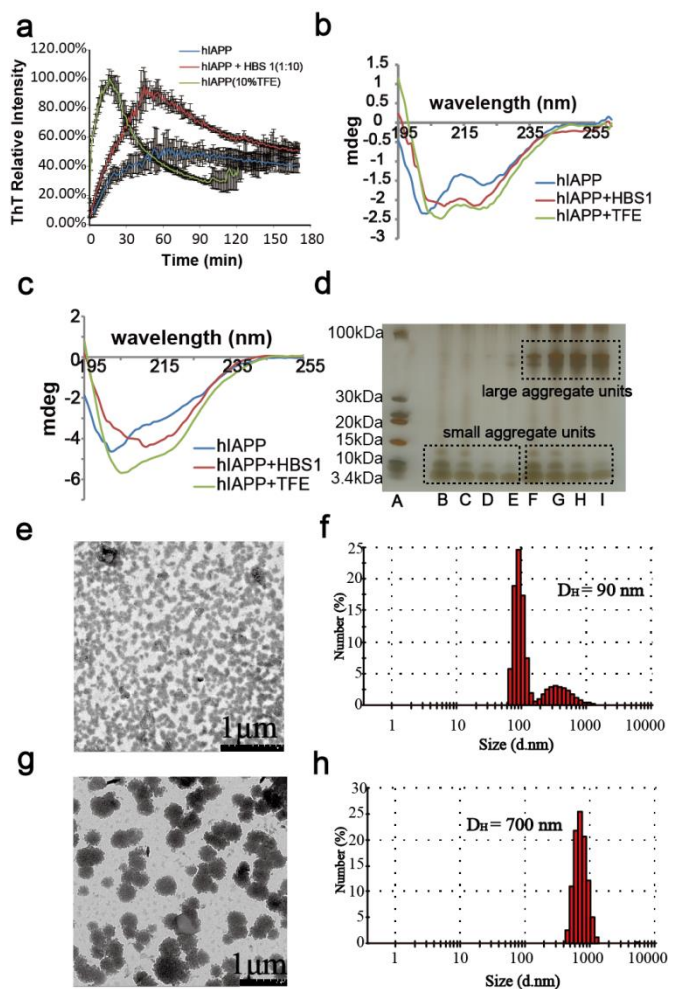 a
120.00%
100.00%
80.00%
60.00%
40.00%
20.00%
0.00%
ThT Relative Intensity
hIAPP
hIAPP + HBS 1(1:10)
hIAPP(10%TFE)
0 30 60 90 120 150 180
Time (min)
b
1.5
1
0.5
0
-0.5
-1
-1.5
-2
-2.5
-3
mdeg
wavelength (nm)
195 215 235 255
hIAPP
hIAPP+HBS1
hIAPP+TFE
c
2
0
-2
-4
-6
mdeg
wavelength (nm)
195 215 235 255
hIAPP
hIAPP+HBS1
hIAPP+TFE
d
100kDa
30kDa
20kDa
15kDa
10kDa
3.4kDa
large aggregate units
small aggregate units
A B C D E F G H I
e
1μm
f
25
20
15
10
5
0
Number (%)
DH = 90 nm
1 10 100 1000 10000
Size (d.nm)
g
1μm
h
30
25
20
15
10
5
0
Number (%)
DH = 700 nm
1 10 100 1000 10000
Size (d.nm)